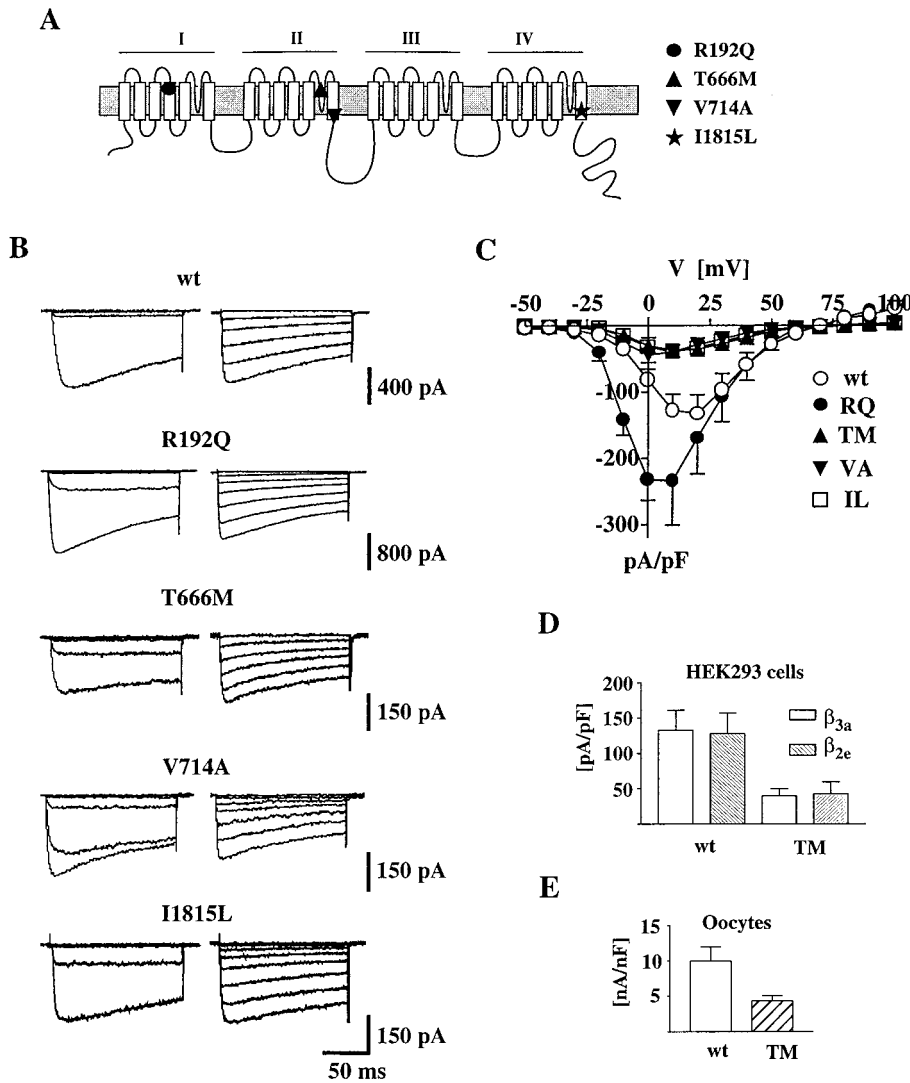 A
I II III IV
● R192Q
▲ T666M
▼ V714A
★ I1815L
B
wt
400 pA
R192Q
800 pA
T666M
150 pA
V714A
150 pA
I1815L
150 pA
50 ms
C
V [mV]
-50 -25 0 25 50 75 100
-100
-200
-300
pA/pF
wt
RQ
TM
VA
IL
D
HEK293 cells
[pA/pF]
200
150
100
50
β3a
β2e
wt TM
E
Oocytes
[nA/nF]
15
10
5
wt TM